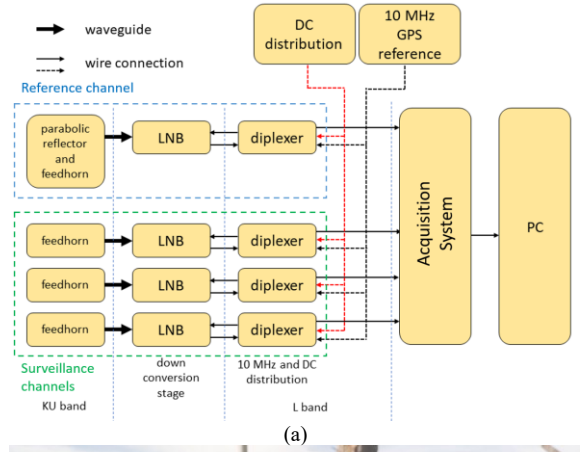 waveguide
wire connection
DC
distribution
10 MHz
GPS
reference
Reference channel
parabolic
reflector
and
feedhorn
LNB
diplexer
feedhorn
LNB
diplexer
feedhorn
LNB
diplexer
feedhorn
LNB
diplexer
Acquisition
System
PC
Surveillance
channels
down
conversion
stage
10 MHz and DC
distribution
KU band
L band
(a)